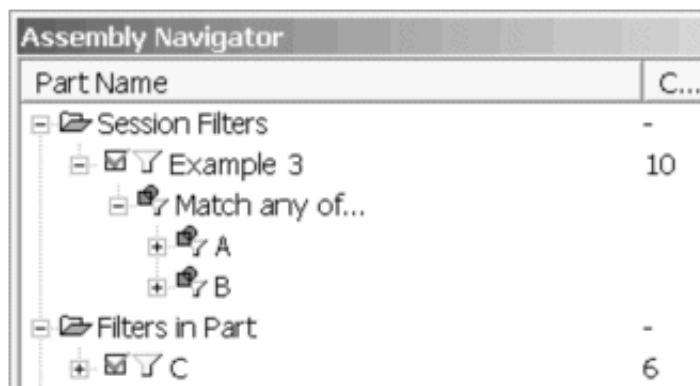 Assembly Navigator
Part Name C...
Session Filters -
Example 3 10
Match any of...
A
B
Filters in Part -
C 6